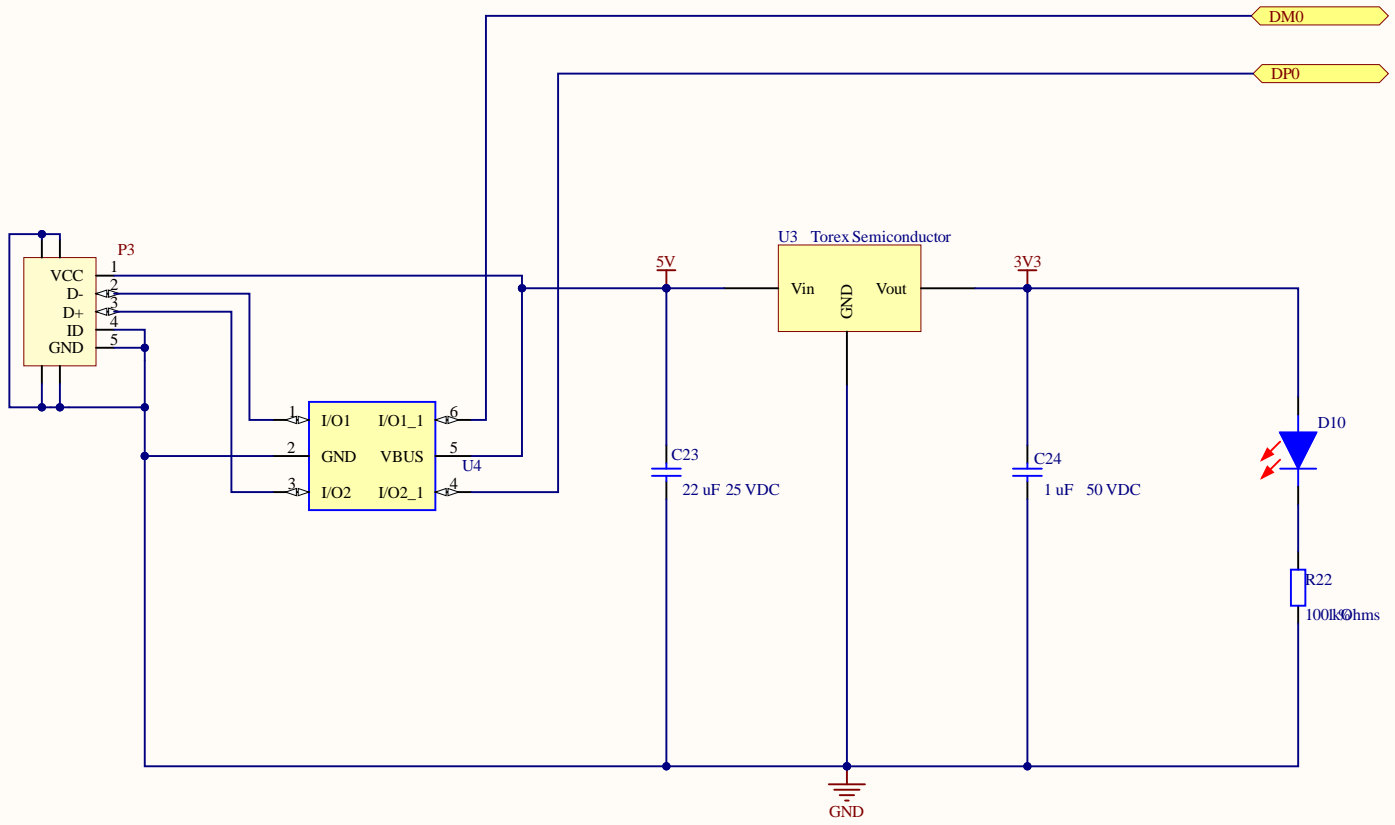 DM0
DP0
P3
VCC 1
D- 2
D+ 3
ID 4
GND 5
U3 Torex Semiconductor
Vin GND Vout
5V
3V3
1 I/O1 I/O1_1 6
2 GND VBUS 5
3 I/O2 I/O2_1 4
U4
C23
22 uF 25 VDC
C24
1 uF 50 VDC
D10
R22
GND